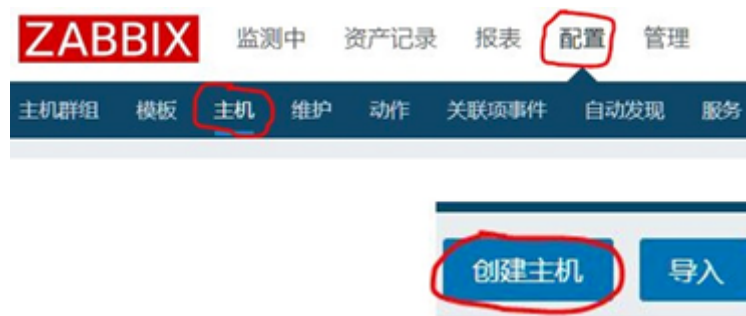 ZABBIX 监测中 资产记录 报表 配置 管理
主机群组 模板 主机 维护 动作 关联项事件 自动发现 服务
创建主机 导入